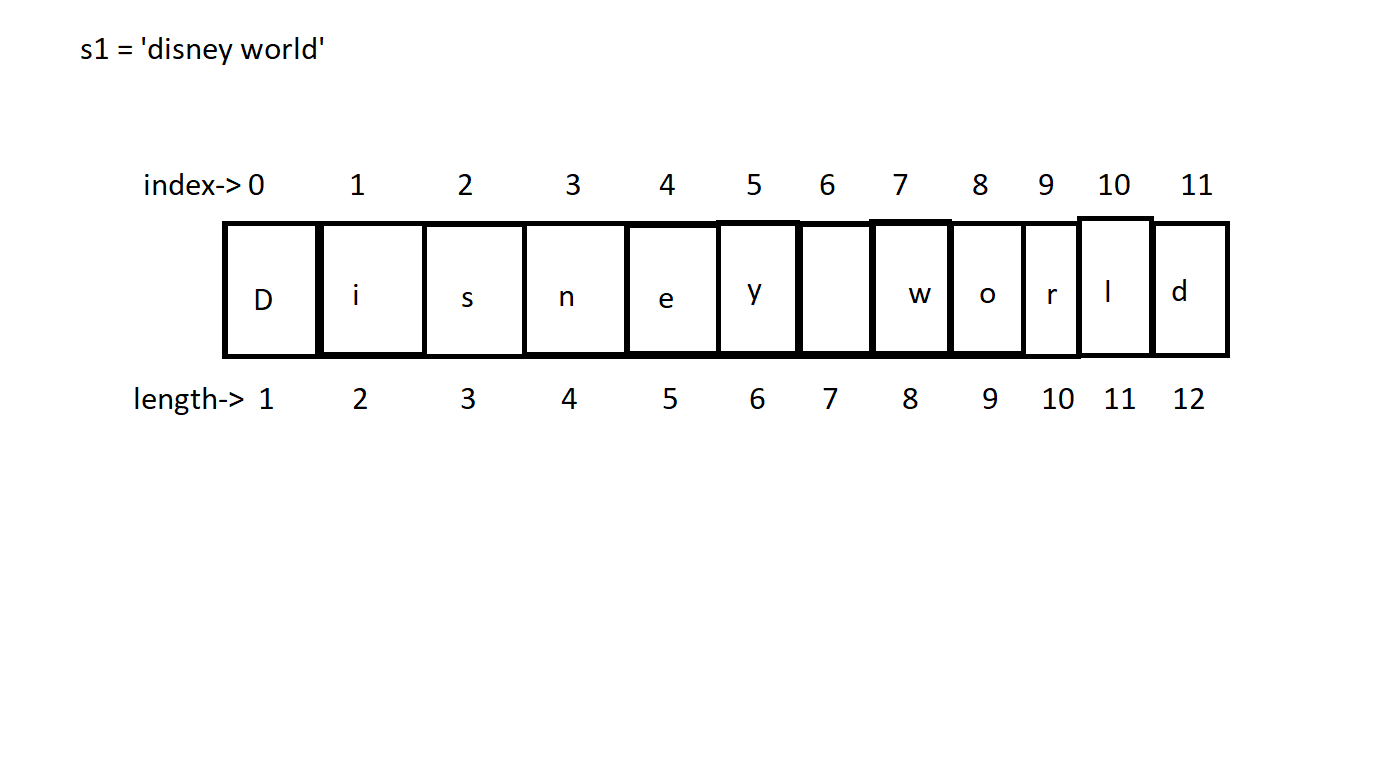 s1 = 'disney world'
index-> 0 1 2 3 4 5 6 7 8 9 10 11
D i s n e y w o r l d
length-> 1 2 3 4 5 6 7 8 9 10 11 12